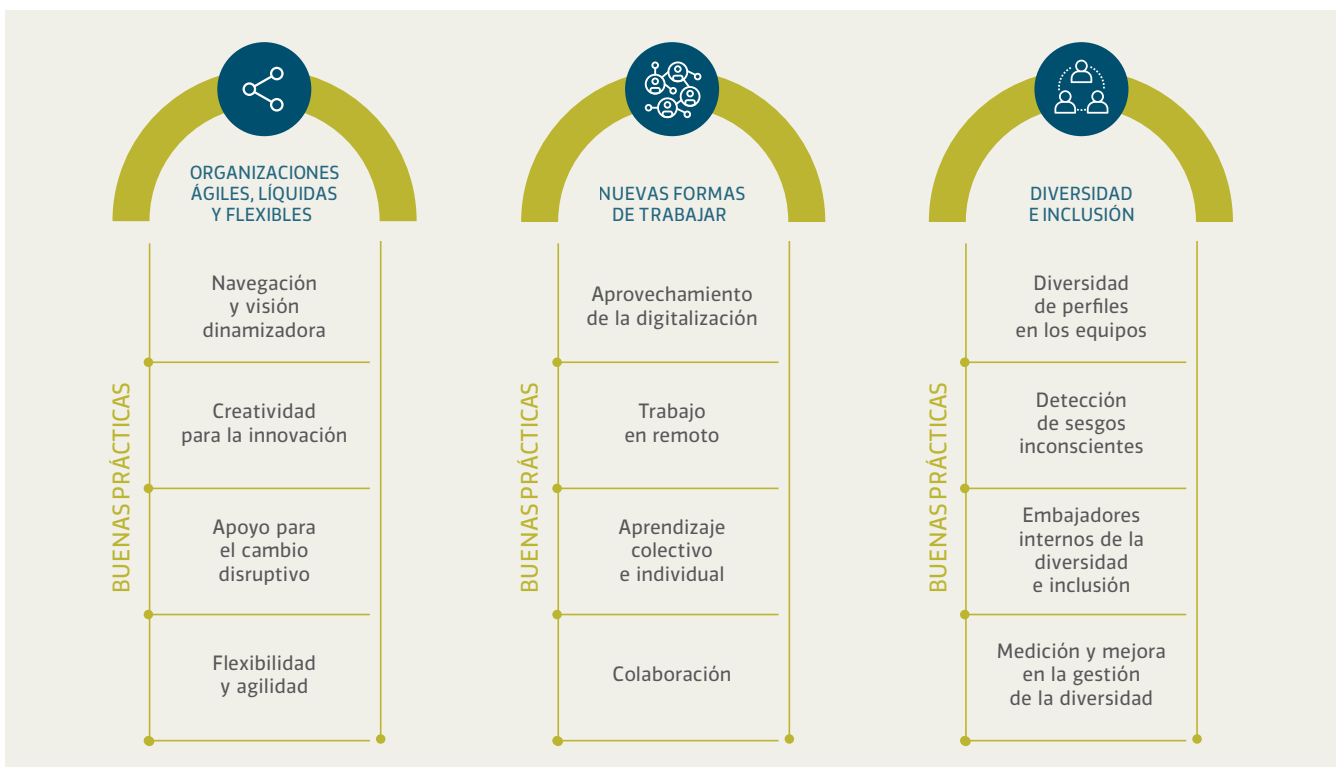 ORGANIZACIONES
ÁGILES, LÍQUIDAS
Y FLEXIBLES
BUENAS PRÁCTICAS
Navegación
y visión
dinamizadora
Creatividad
para la innovación
Apoyo para
el cambio
disruptivo
Flexibilidad
y agilidad
NUEVAS FORMAS
DE TRABAJAR
BUENAS PRÁCTICAS
Aprovechamiento
de la digitalización
Trabajo
en remoto
Aprendizaje
colectivo
e individual
Colaboración
DIVERSIDAD
E INCLUSIÓN
BUENAS PRÁCTICAS
Diversidad
de perfiles
en los equipos
Detección
de sesgos
inconscientes
Embajadores
internos de la
diversidad
e inclusión
Medición y mejora
en la gestión
de la diversidad